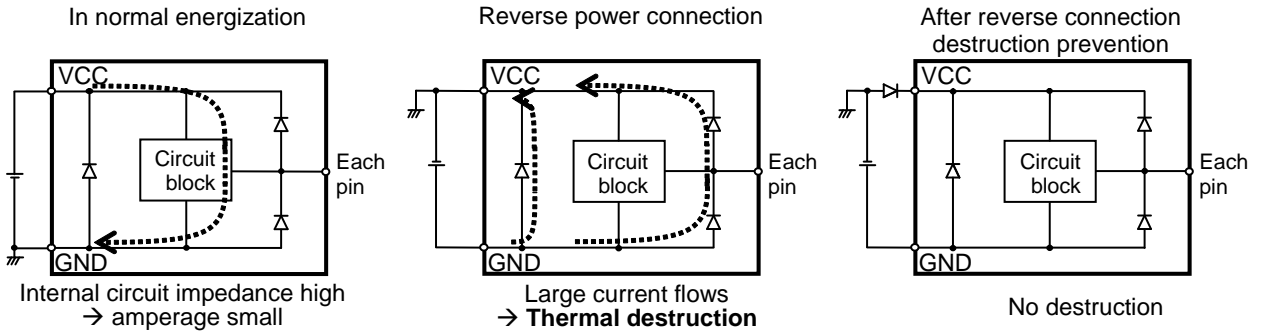 In normal energization
VCC
Circuit
block
Each
pin
GND
Internal circuit impedance high
→ amperage small
Reverse power connection
VCC
Circuit
block
Each
pin
GND
Large current flows
→ Thermal destruction
After reverse connection
destruction prevention
VCC
Circuit
block
Each
pin
GND
No destruction